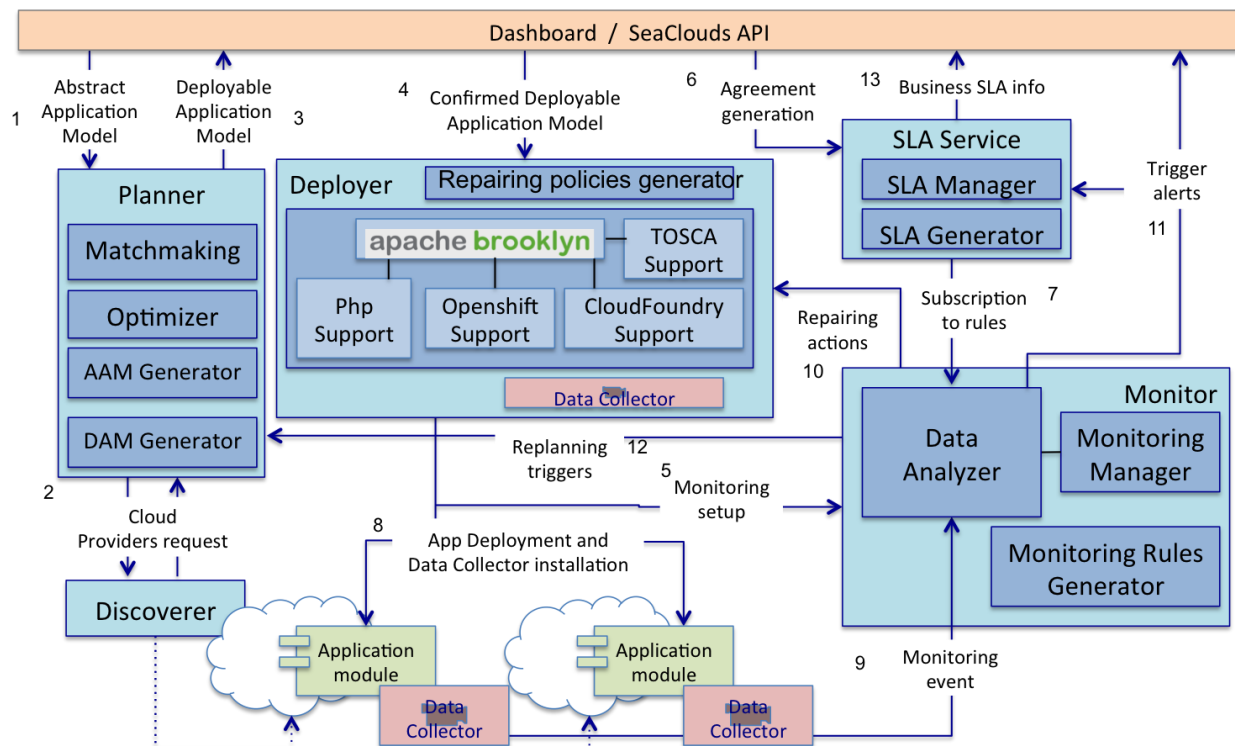 Dashboard / SeaClouds API
1
Abstract
Application
Model
Deployable
Application
Model
3
4
Confirmed Deployable
Application Model
6
Agreement
generation
13
Business SLA info
Planner
Matchmaking
Optimizer
AAM Generator
DAM Generator
Deployer
Repairing policies generator
apache brooklyn
TOSCA
Support
Php
Support
Openshift
Support
CloudFoundry
Support
Data Collector
SLA Service
SLA Manager
SLA Generator
Trigger
alerts
11
Subscription
to rules
7
Repairing
actions
10
Monitor
Data
Analyzer
Monitoring
Manager
Monitoring Rules
Generator
Replanning
triggers
12
5
Monitoring
setup
2
Cloud
Providers request
8
App Deployment and
Data Collector installation
Discoverer
Application
module
Data
Collector
Application
module
Data
Collector
9
Monitoring
event